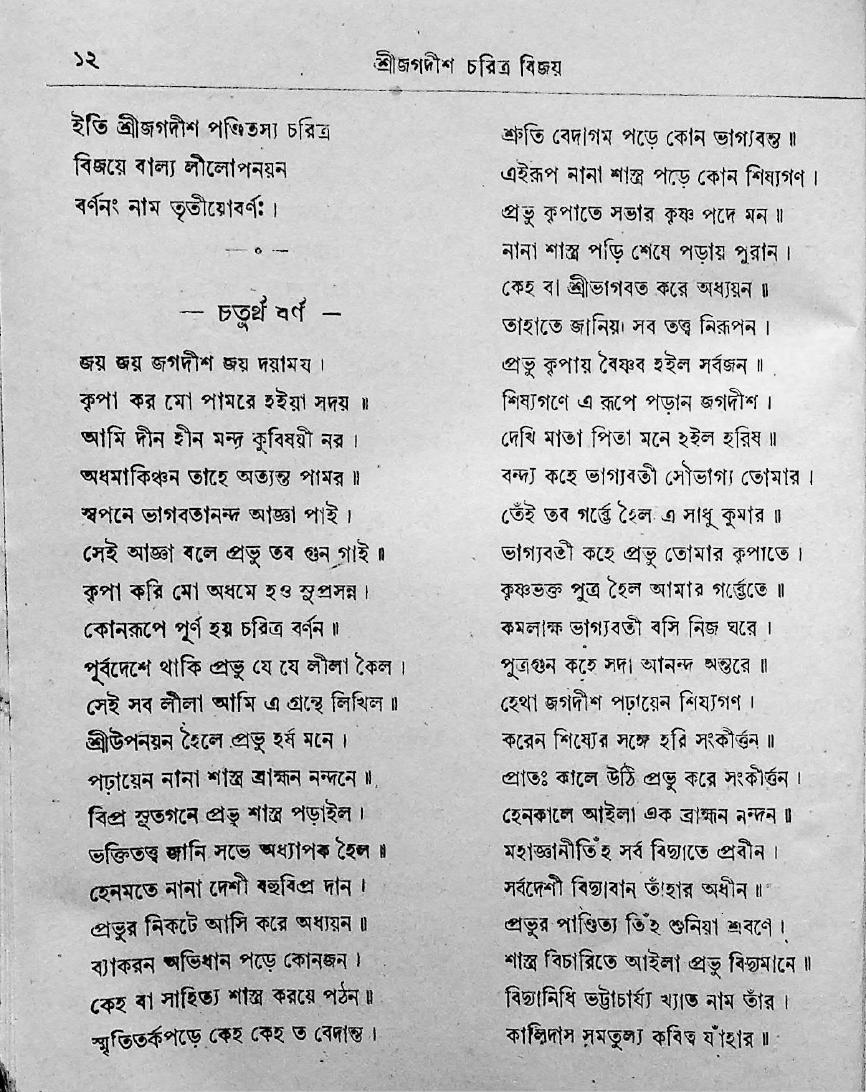 ১২
শ্রীজগদীশ চরিত্র বিজয়
ইতি শ্রীজগদীশ পণ্ডিতস্য চরিত্র
বিজয়ে বাল্য লীলোপনয়ন
বর্ণনং নাম তৃতীয়োবর্ণঃ।
— ০ —
— চতুর্থ বর্ণ —
জয় জয় জগদীশ জয় দয়াময়।
কৃপা কর মো পামরে হইয়া সদয়॥
আমি দীন হীন মন্দ কুবিষয়ী নর।
অধমাকিঞ্চন তাহে অত্যন্ত পামর॥
স্বপনে ভাগবতানন্দ আজ্ঞা পাই।
সেই আজ্ঞা বলে প্রভু তব গুন গাই॥
কৃপা করি মো অধমে হও সুপ্রসন্ন।
কোনরূপে পূর্ণ হয় চরিত্র বর্ণন॥
পূর্বদেশে থাকি প্রভু যে যে লীলা কৈল।
সেই সব লীলা আমি এ গ্রন্থে লিখিল॥
শ্রীউপনয়ন হৈলে প্রভু হর্ষ মনে।
পঢ়ায়েন নানা শাস্ত্র ব্রাহ্মন নন্দনে॥
বিপ্র সুতগনে প্রভু শাস্ত্র পড়াইল।
ভক্তিতত্ত্ব জানি সভে অধ্যাপক হৈল॥
হেনমতে নানা দেশী বহুবিপ্র দান।
প্রভুর নিকটে আসি করে অধ্যয়ন॥
ব্যাকরন অভিধান পড়ে কোনজন।
কেহ বা সাহিত্য শাস্ত্র করয়ে পঠন॥
স্মৃতিতর্কপড়ে কেহ কেহ ত বেদান্ত।
শ্রুতি বেদাগম পড়ে কোন ভাগ্যবন্ত॥
এইরূপ নানা শাস্ত্র পড়ে কোন শিষ্যগণ।
প্রভু কৃপাতে সভার কৃষ্ণ পদে মন॥
নানা শাস্ত্র পড়ি শেষে পড়ায় পুরান।
কেহ বা শ্রীভাগবত করে অধ্যয়ন॥
তাহাতে জানিয়া সব তত্ত্ব নিরূপন।
প্রভু কৃপায় বৈষ্ণব হইল সর্বজন॥
শিষ্যগণে এ রূপে পড়ান জগদীশ।
দেখি মাতা পিতা মনে হইল হরিষ॥
বন্দ্য কহে ভাগ্যবতী সৌভাগ্য তোমার।
তেঁই তব গর্ভে হৈল এ সাধু কুমার॥
ভাগ্যবতী কহে প্রভু তোমার কৃপাতে।
কৃষ্ণভক্ত পুত্র হৈল আমার গর্ভেতে॥
কমলাক্ষ ভাগ্যবতী বসি নিজ ঘরে।
পুত্রগুন কহে সদা আনন্দ অন্তরে॥
হেথা জগদীশ পঢ়ায়েন শিষ্যগণ।
করেন শিষ্যের সঙ্গে হরি সংকীর্ত্তন॥
প্রাতঃ কালে উঠি প্রভু করে সংকীর্ত্তন।
হেনকালে আইলা এক ব্রাহ্মন নন্দন॥
মহাজ্ঞানীতিঁহ সর্ব বিদ্যাতে প্রবীন।
সর্বদেশী বিদ্যাবান তাঁহার অধীন॥
প্রভুর পাণ্ডিত্য তিঁহ শুনিয়া শ্রবণে।
শাস্ত্র বিচারিতে আইলা প্রভু বিদ্যমানে॥
বিদ্যানিধি ভট্টাচার্য্য খ্যাত নাম তাঁর।
কালিদাস সমতুল্য কবিত্ব যাঁহার॥